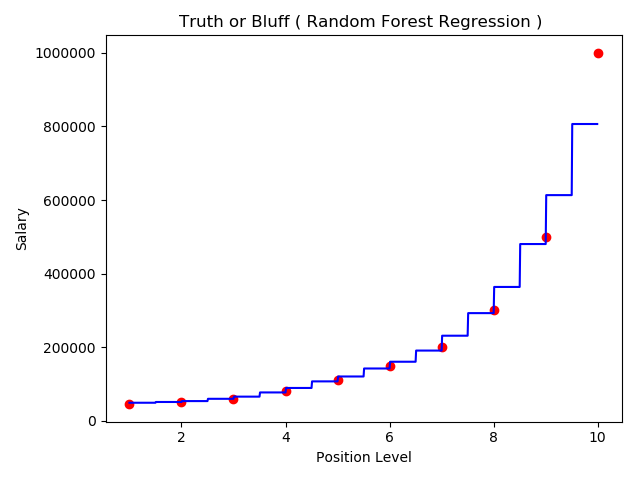 Truth or Bluff ( Random Forest Regression )
1000000
800000
600000
400000
200000
0
Salary
2 4 6 8 10
Position Level